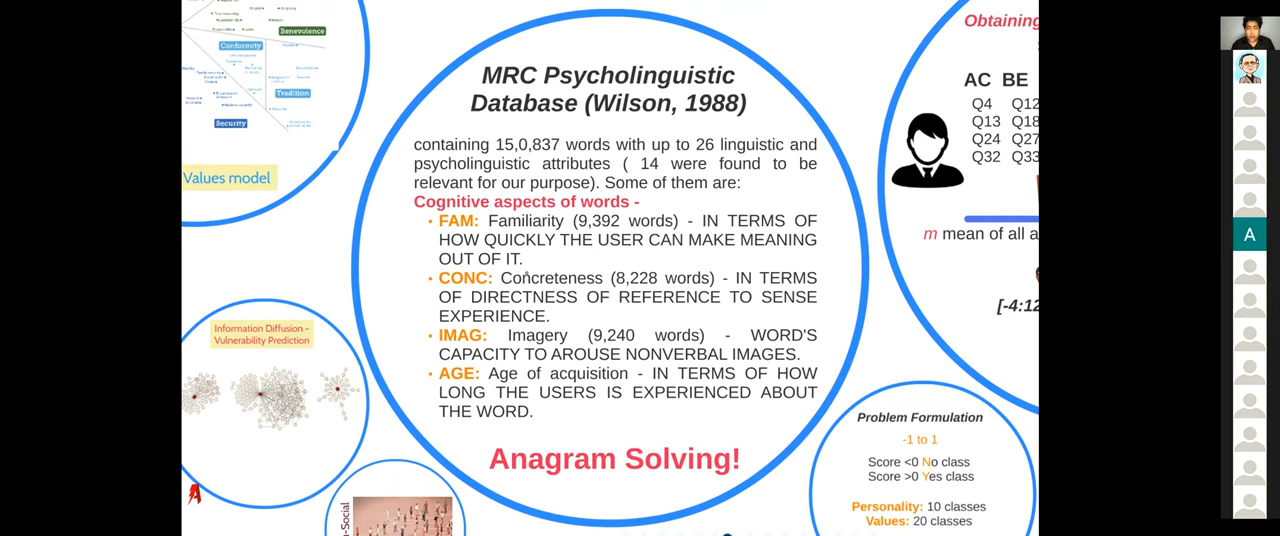 Benevolence
Conformity
Tradition
Security
Values model
MRC Psycholinguistic
Database (Wilson, 1988)
containing 15,0,837 words with up to 26 linguistic and
psycholinguistic attributes ( 14 were found to be
relevant for our purpose). Some of them are:
Cognitive aspects of words -
• FAM: Familiarity (9,392 words) - IN TERMS OF
HOW QUICKLY THE USER CAN MAKE MEANING
OUT OF IT.
• CONC: Concreteness (8,228 words) - IN TERMS
OF DIRECTNESS OF REFERENCE TO SENSE
EXPERIENCE.
• IMAG: Imagery (9,240 words) - WORD'S
CAPACITY TO AROUSE NONVERBAL IMAGES.
• AGE: Age of acquisition - IN TERMS OF HOW
LONG THE USERS IS EXPERIENCED ABOUT
THE WORD.
Anagram Solving!
Information Diffusion -
Vulnerability Prediction
-Social
Obtaining
AC BE
Q4 Q12
Q13 Q18
Q24 Q27
Q32 Q33
m mean of all a
[-4:12
Problem Formulation
-1 to 1
Score <0 No class
Score >0 Yes class
Personality: 10 classes
Values: 20 classes
A